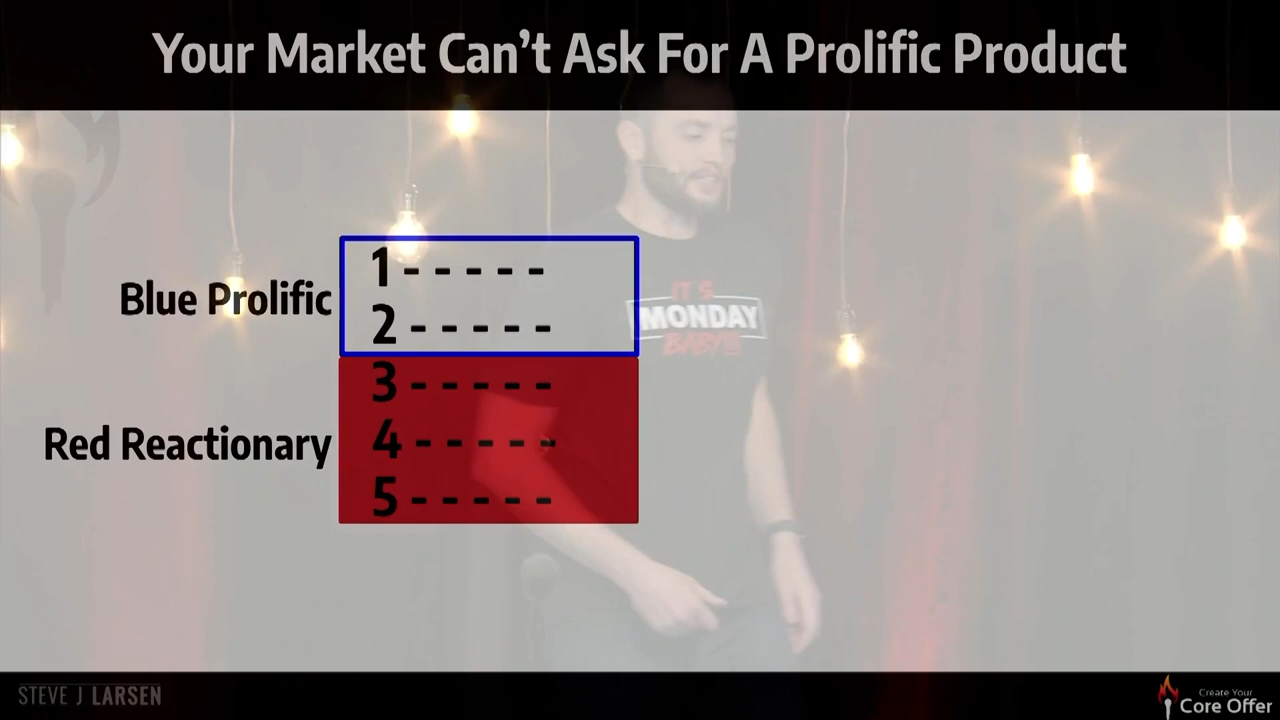 Your Market Can't Ask For A Prolific Product
IT'S
MONDAY
BABY!!
Blue Prolific
1 - - - - -
2 - - - - -
Red Reactionary
3 - - - - -
4 - - - - -
5 - - - - -
STEVE J LARSEN
Create Your
Core Offer